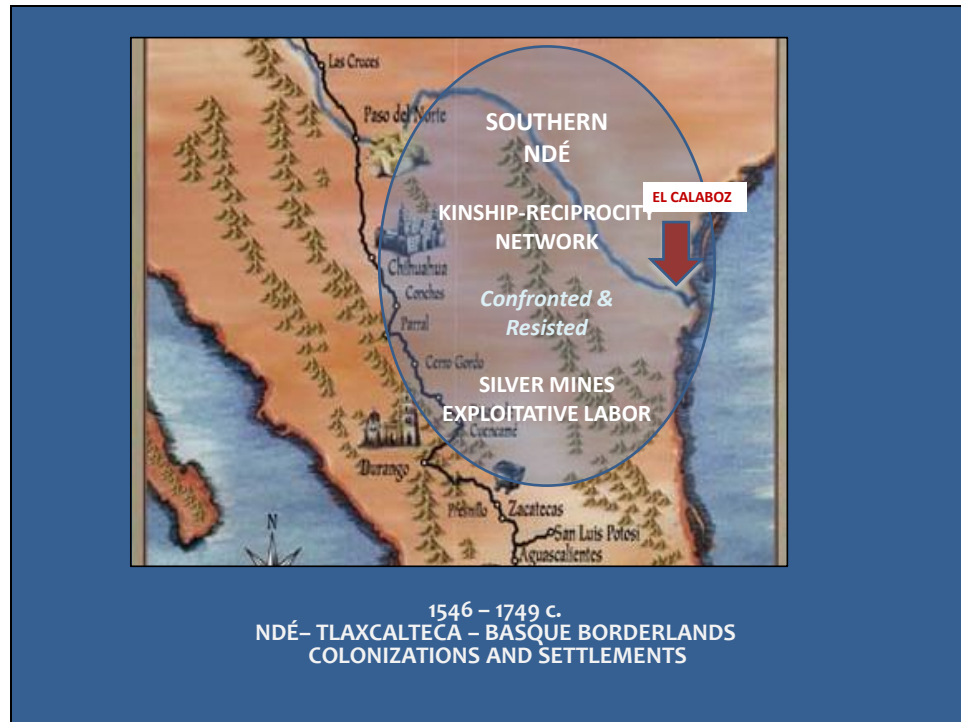 Las Cruces
Paso del Norte
SOUTHERN
NDÉ
EL CALABOZ
KINSHIP-RECIPROCITY
NETWORK
Chihuahua
Conchos
Confronted &
Resisted
Parral
Cerro Gordo
SILVER MINES
EXPLOITATIVE LABOR
Cuencamé
Durango
Fresnillo
Zacatecas
N
San Luis Potosi
Aguascalientes
1546 – 1749 c.
NDÉ– TLAXCALTECA – BASQUE BORDERLANDS
COLONIZATIONS AND SETTLEMENTS